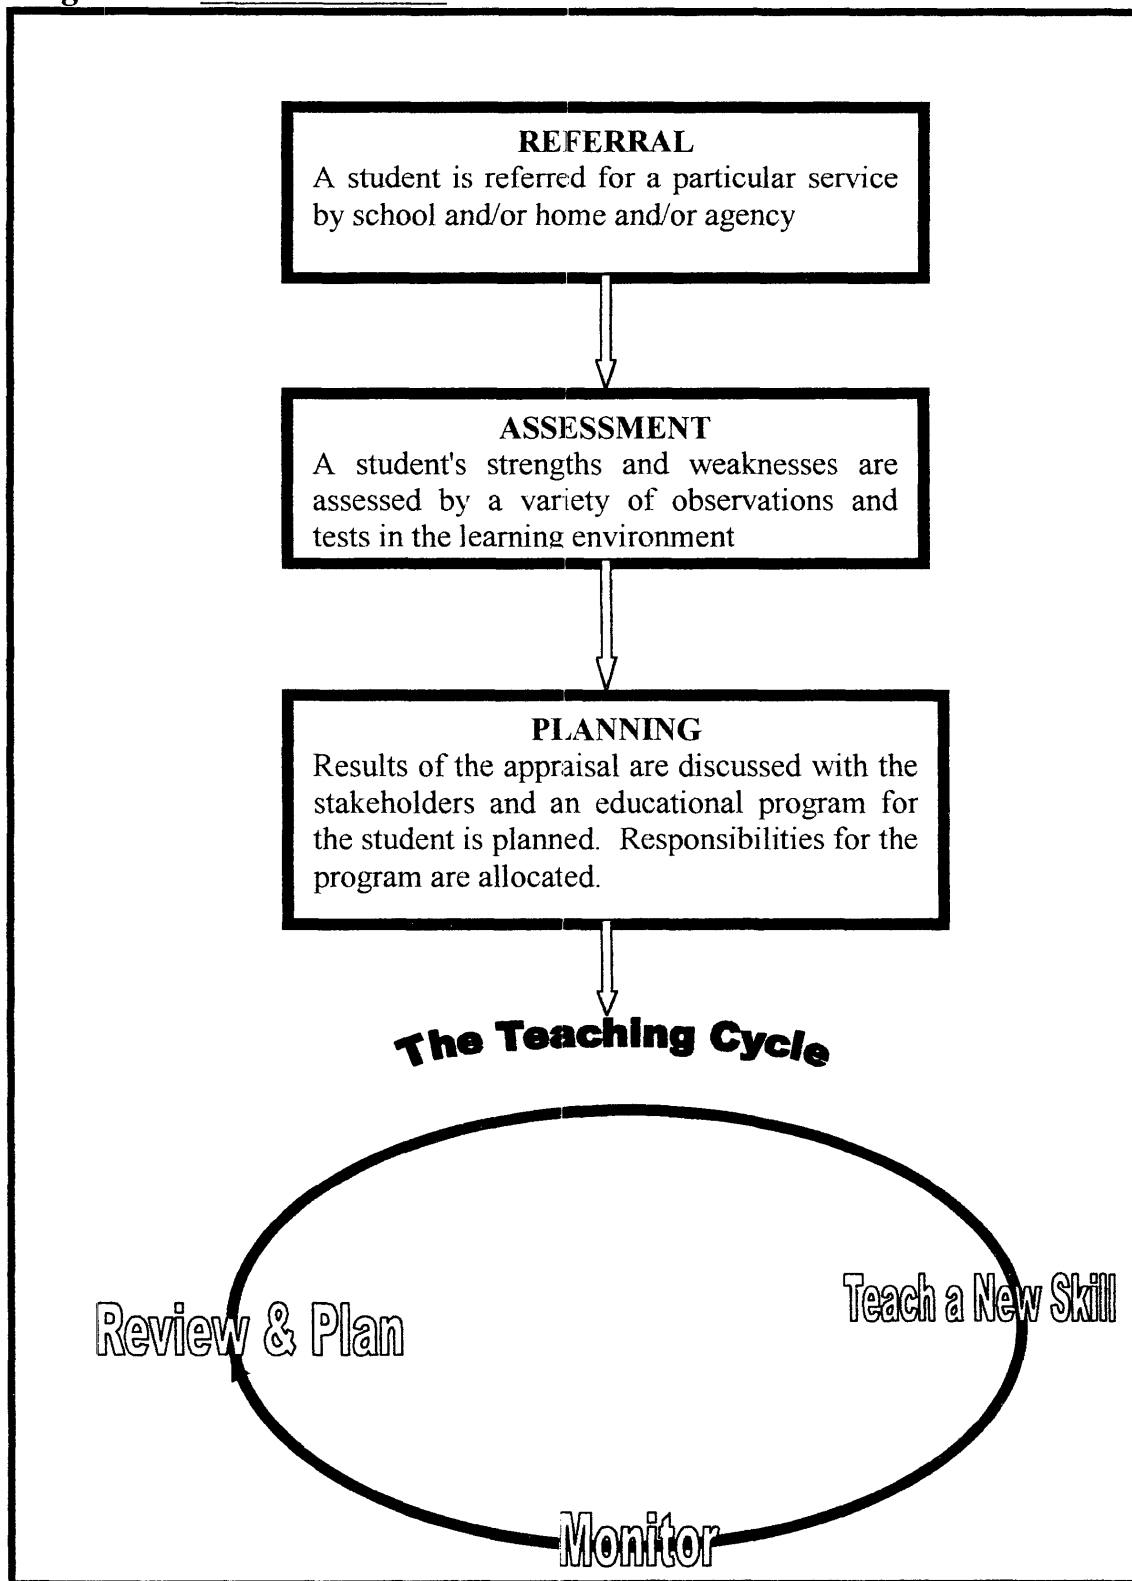 REFERRAL
A student is referred for a particular service
by school and/or home and/or agency
ASSESSMENT
A student's strengths and weaknesses are
assessed by a variety of observations and
tests in the learning environment
PLANNING
Results of the appraisal are discussed with the
stakeholders and an educational program for
the student is planned. Responsibilities for the
program are allocated.
The Teaching Cycle
Teach a New Skill
Review & Plan
Monitor